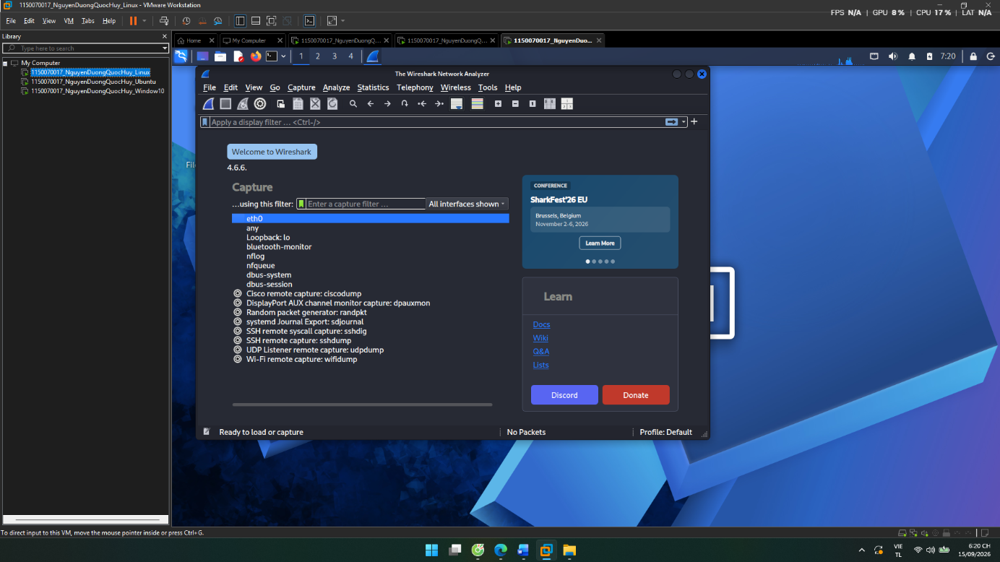 1150070017_NguyenDuongQuocHuy_Linux - VMware Workstation
FPS N/A | GPU 8 % | CPU 17 % | LAT N/A
File Edit View VM Tabs Help
Library
Type here to search
My Computer
1150070017_NguyenDuongQuocHuy_Linux
1150070017_NguyenDuongQuocHuy_Ubuntu
1150070017_NguyenDuongQuocHuy_Window10
Home
My Computer
1150070017_NguyenDuongQ...
1150070017_NguyenDuongQ...
1150070017_NguyenDuo...
1 2 3 4
7:20
Fil
The Wireshark Network Analyzer
File Edit View Go Capture Analyze Statistics Telephony Wireless Tools Help
Apply a display filter … <Ctrl-/>
Welcome to Wireshark
4.6.6.
Capture
…using this filter: Enter a capture filter … All interfaces shown
eth0
any
Loopback: lo
bluetooth-monitor
nflog
nfqueue
dbus-system
dbus-session
Cisco remote capture: ciscodump
DisplayPort AUX channel monitor capture: dpauxmon
Random packet generator: randpkt
systemd Journal Export: sdjournal
SSH remote syscall capture: sshdig
SSH remote capture: sshdump
UDP Listener remote capture: udpdump
Wi-Fi remote capture: wifidump
CONFERENCE
SharkFest'26 EU
Brussels, Belgium
November 2-6, 2026
Learn More
Learn
Docs
Wiki
Q&A
Lists
Discord Donate
Ready to load or capture
No Packets
Profile: Default
To direct input to this VM, move the mouse pointer inside or press Ctrl+G.
VIE
TL
6:20 CH
15/09/2026